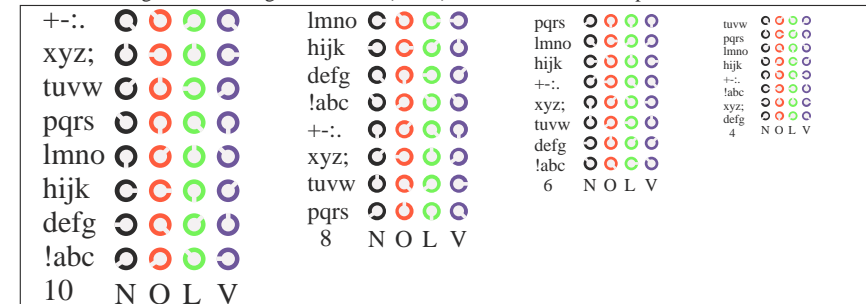 +-:.
xyz;
tuvw
pqrs
lmno
hijk
defg
!abc
10 N O L V
lmno
hijk
defg
!abc
+-:.
xyz;
tuvw
pqrs
8 N O L V
pqrs
lmno
hijk
+-:.
xyz;
tuvw
defg
!abc
6 N O L V
tuvw
pqrs
lmno
hijk
+-:.
!abc
xyz;
defg
4 N O L V